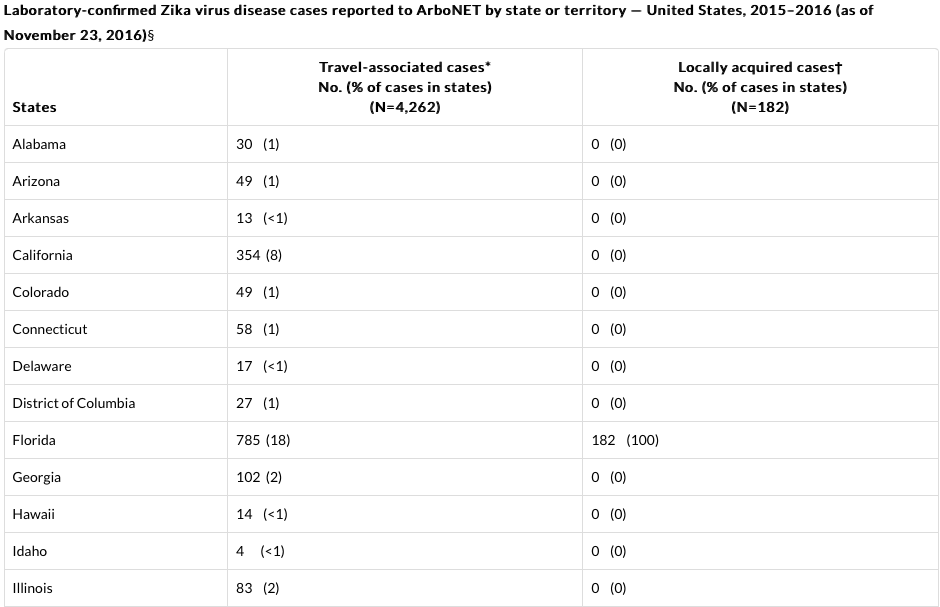 Laboratory-confirmed Zika virus disease cases reported to ArboNET by state or territory — United States, 2015–2016 (as of
November 23, 2016)§
States
Travel-associated cases*
No. (% of cases in states)
(N=4,262)
Locally acquired cases†
No. (% of cases in states)
(N=182)
Alabama 30 (1) 0 (0)
Arizona 49 (1) 0 (0)
Arkansas 13 (<1) 0 (0)
California 354 (8) 0 (0)
Colorado 49 (1) 0 (0)
Connecticut 58 (1) 0 (0)
Delaware 17 (<1) 0 (0)
District of Columbia 27 (1) 0 (0)
Florida 785 (18) 182 (100)
Georgia 102 (2) 0 (0)
Hawaii 14 (<1) 0 (0)
Idaho 4 (<1) 0 (0)
Illinois 83 (2) 0 (0)